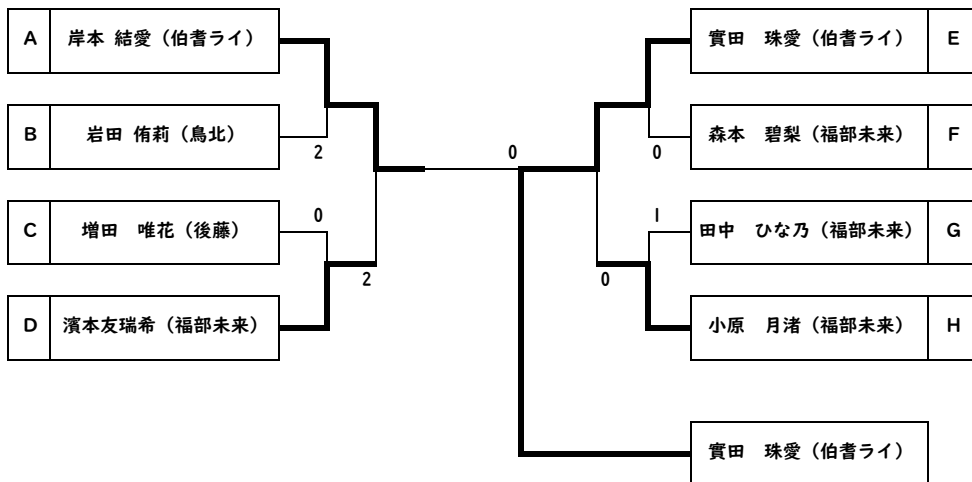 A 岸本 結愛（伯耆ライ）
B 岩田 侑莉（鳥北）
2
0
C 増田　唯花（後藤）
2
D 濱本友瑞希（福部未来）
0
實田　珠愛（伯耆ライ） E
0
森本　碧梨（福部未来） F
1
田中　ひな乃（福部未来） G
0
小原　月渚（福部未来） H
實田　珠愛（伯耆ライ）